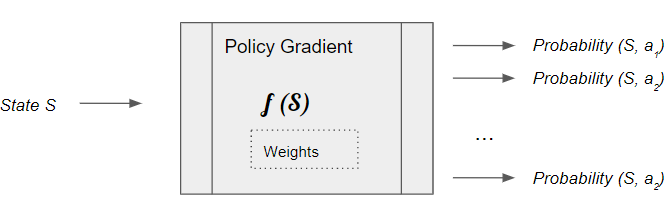 Policy Gradient
Probability (S, a₁)
Probability (S, a₂)
State S
f (S)
...
Weights
Probability (S, a₂)